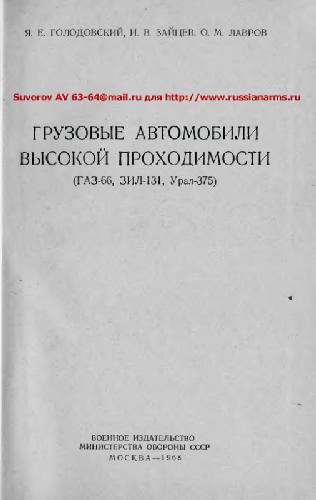 Я. Е. ГОЛОДОВСКИЙ, И. В. ЗАЙЦЕВ, О. М. ЛАВРОВ
Suvorov AV 63-64@mail.ru для http://www.russianarms.ru
ГРУЗОВЫЕ АВТОМОБИЛИ
ВЫСОКОЙ ПРОХОДИМОСТИ
(ГАЗ-66, ЗИЛ-131, Урал-375)
ВОЕННОЕ ИЗДАТЕЛЬСТВО
МИНИСТЕРСТВА ОБОРОНЫ СССР
МОСКВА—1968